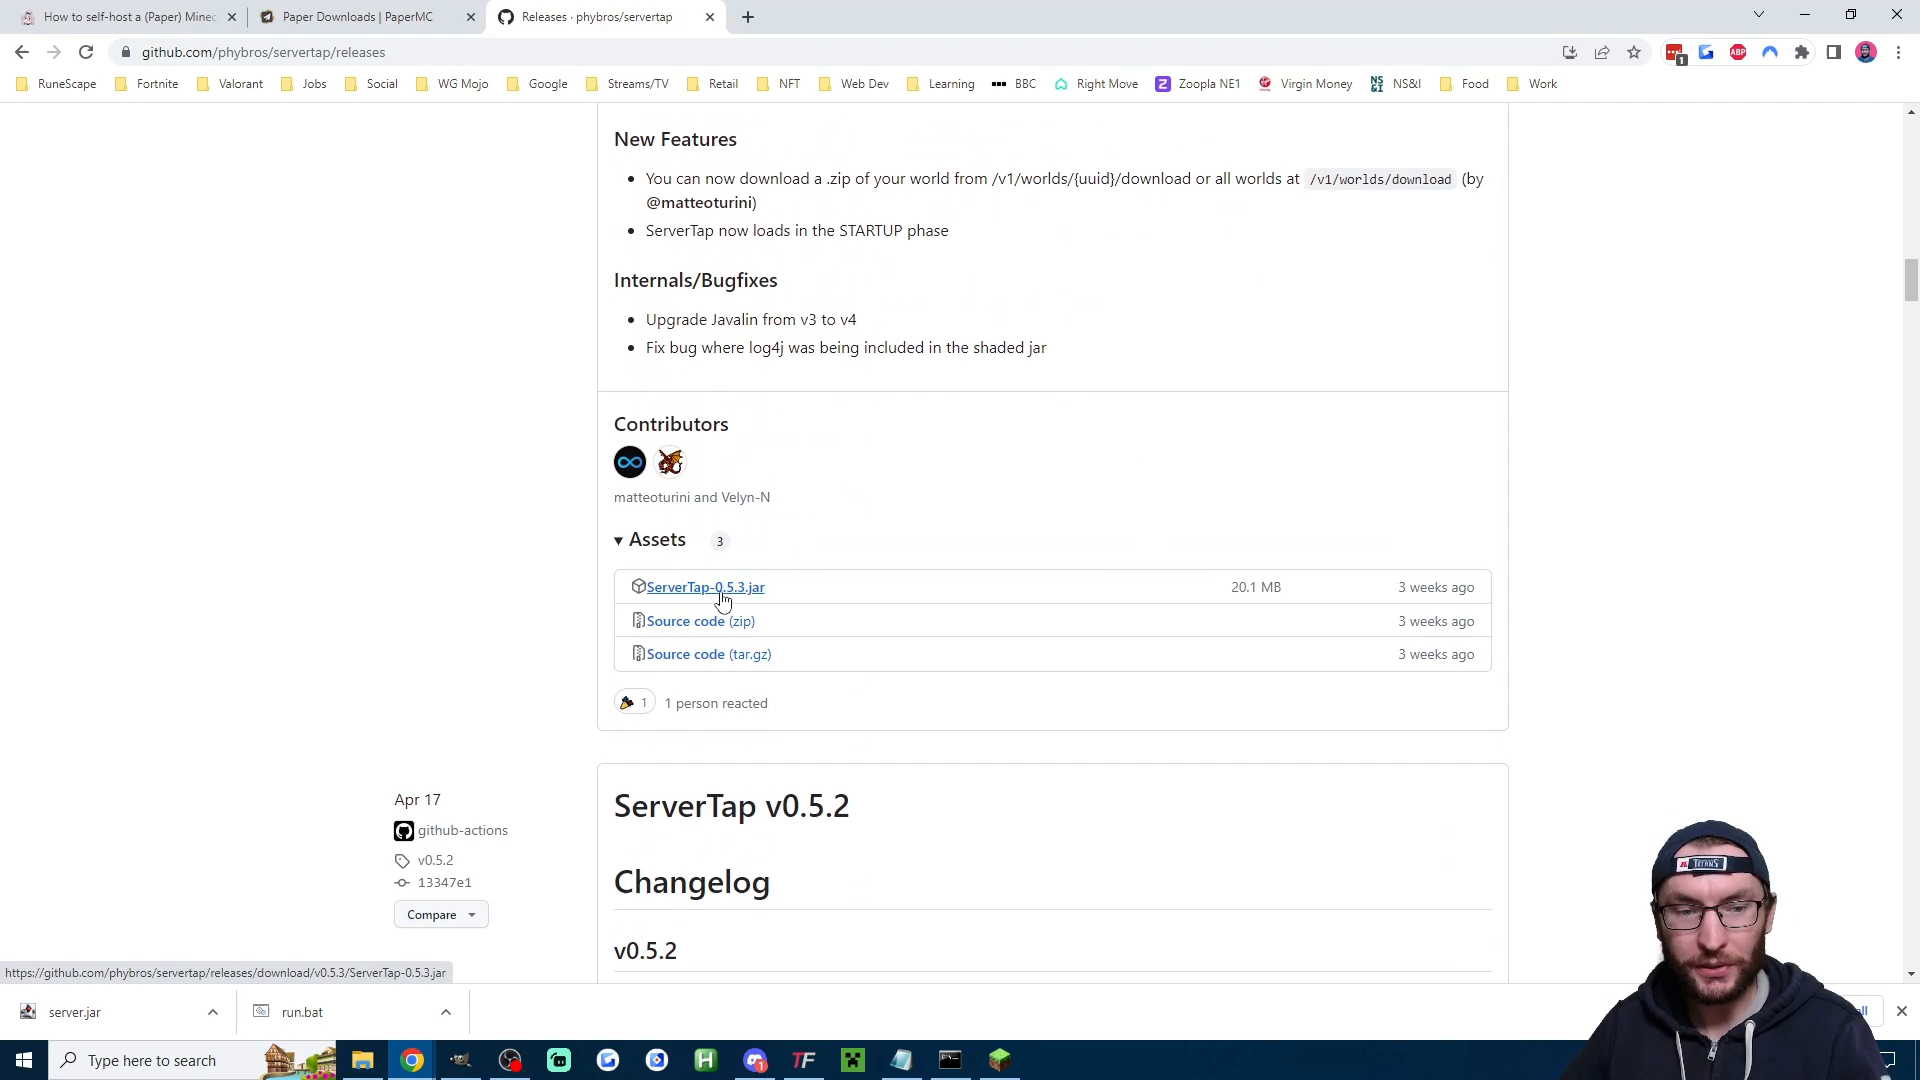 How to self-host a (Paper) Minec
Paper Downloads | PaperMC
Releases · phybros/servertap
github.com/phybros/servertap/releases
1
RuneScape
Fortnite
Valorant
Jobs
Social
WG Mojo
Google
Streams/TV
Retail
NFT
Web Dev
Learning
BBC
Right Move
Zoopla NE1
Virgin Money
NS&I
NS&I
Food
Work
New Features
• You can now download a .zip of your world from /v1/worlds/{uuid}/download or all worlds at /v1/worlds/download (by
@matteoturini)
• ServerTap now loads in the STARTUP phase
Internals/Bugfixes
• Upgrade Javalin from v3 to v4
• Fix bug where log4j was being included in the shaded jar
Contributors
matteoturini and Velyn-N
Assets 3
ServerTap-0.5.3.jar 20.1 MB 3 weeks ago
Source code (zip) 3 weeks ago
Source code (tar.gz) 3 weeks ago
1 1 person reacted
Apr 17
github-actions
v0.5.2
13347e1
Compare
ServerTap v0.5.2
Changelog
v0.5.2
https://github.com/phybros/servertap/releases/download/v0.5.3/ServerTap-0.5.3.jar
server.jar
run.bat
TITANS
Type here to search
ABP
H
TF
1